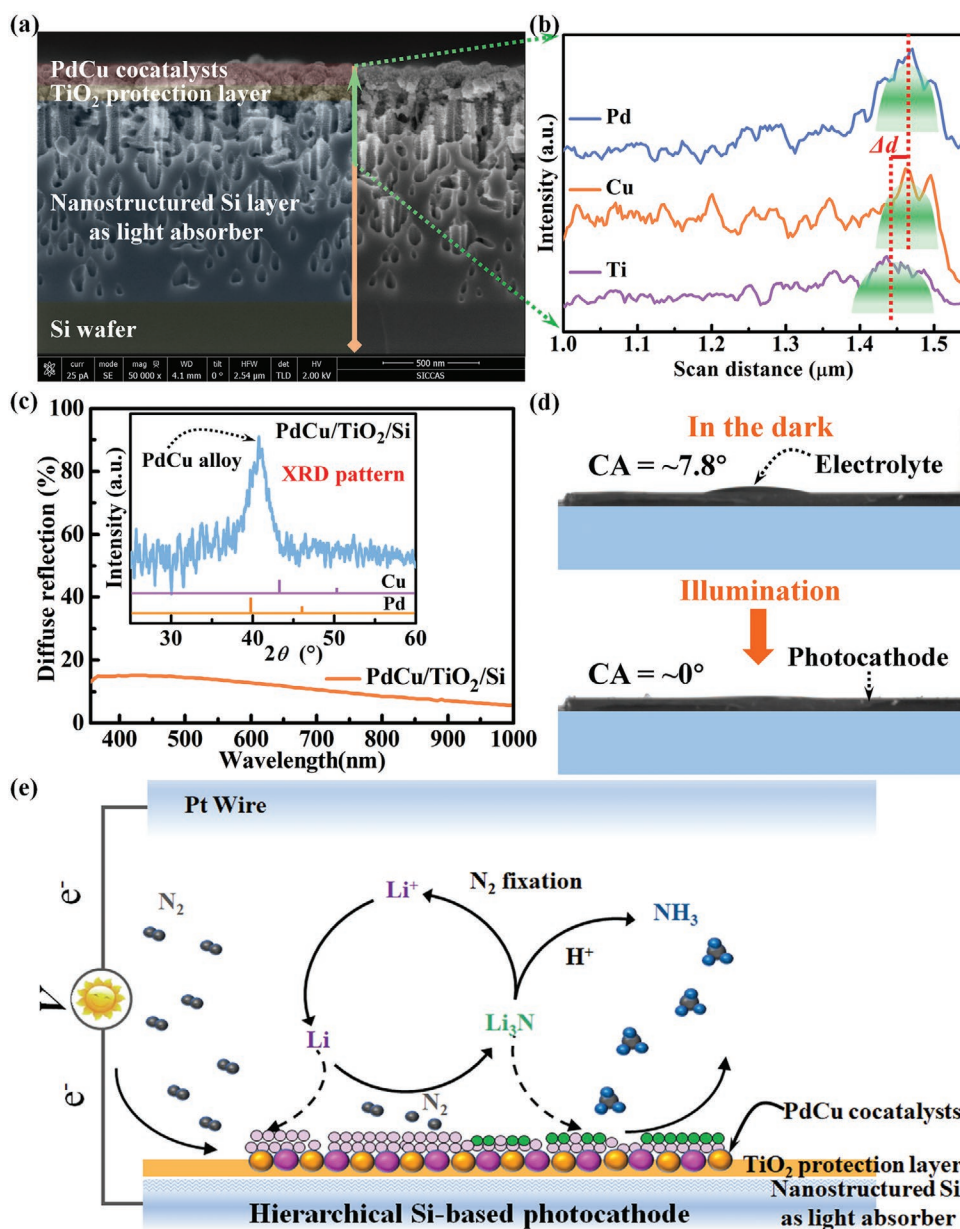 (a)
PdCu cocatalysts
TiO₂ protection layer
Nanostructured Si layer
as light absorber
Si wafer
curr mode mag WD tilt HFW det HV
25 pA SE 50 000 x 4.1 mm 0 ° 2.54 µm TLD 2.00 kV
500 nm
SICCAS
(b)
Intensity (a.u.)
Pd
Δd
Cu
Ti
1.0 1.1 1.2 1.3 1.4 1.5
Scan distance (µm)
(c)
Diffuse reflection (%)
100
80
60
40
20
0
PdCu/TiO₂/Si
PdCu alloy
XRD pattern
Intensity (a.u.)
Cu
Pd
30 40 50 60
2θ (°)
PdCu/TiO₂/Si
400 500 600 700 800 900 1000
Wavelength(nm)
(d)
In the dark
CA = ~7.8°
Electrolyte
Illumination
CA = ~0°
Photocathode
(e)
Pt Wire
e⁻
N₂
Li⁺
N₂ fixation
NH₃
H⁺
V
Li
Li₃N
e⁻
N₂
PdCu cocatalysts
TiO₂ protection layer
Nanostructured Si
as light absorber
Hierarchical Si-based photocathode